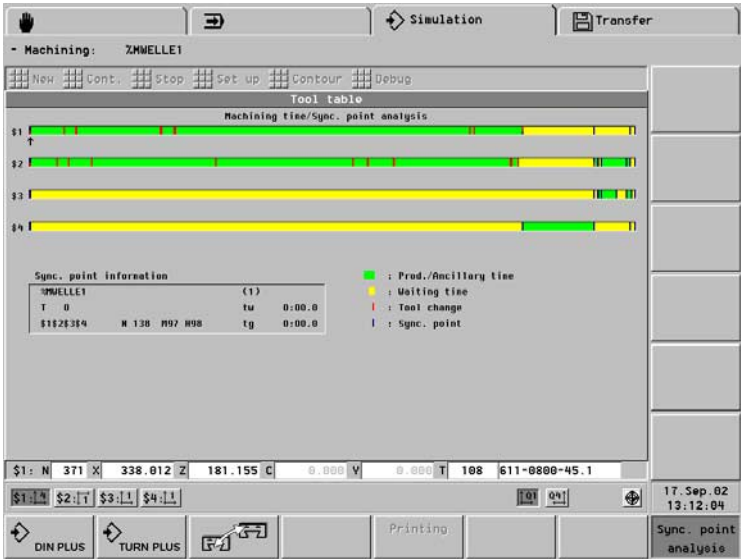 Simulation
Transfer
- Machining: %MWELLE1
New Cont. Stop Set up Contour Debug
Tool table
Machining time/Sync. point analysis
$1
$2
$3
$4
Sync. point information
%MWELLE1 (1)
T 0 tw 0:00.0
$1$2$3$4 N 138 M97 H98 tg 0:00.0
: Prod./Ancillary time
: Waiting time
: Tool change
: Sync. point
$1: N 371 X 338.012 Z 181.155 C 0.000 Y 0.000 T 108 611-0800-45.1
$1: $2: $3: $4:
Q1 Q4
17.Sep.02
13:12:04
DIN PLUS
TURN PLUS
Printing
Sync. point
analysis